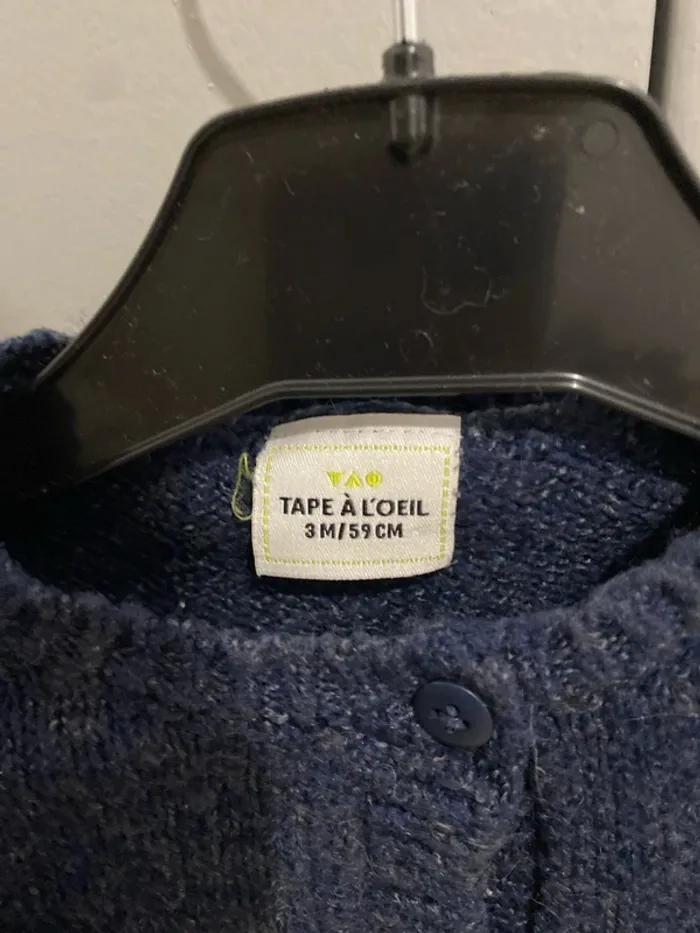 TAO
TAPE À L'OEIL
3M/59CM